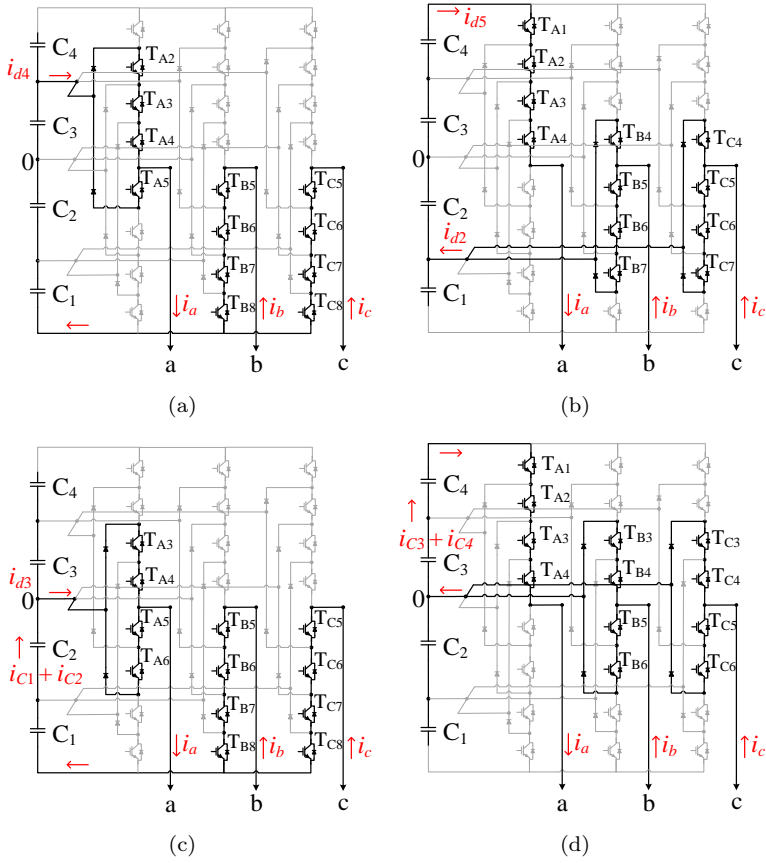 C4 TA2
id4 TA3
C3 TA4
0 TA5 TB5 TC5
C2 TB6 TC6
TB7 TC7
C1 TB8 TC8
ia ib ic
a b c
(a)
id5 TA1
C4 TA2
TA3
C3 TA4 TB4 TC4
0 TB5 TC5
C2 TB6 TC6
id2 TB7 TC7
C1
ia ib ic
a b c
(b)
C4
C3 TA3
id3 TA4
0 TA5 TB5 TC5
C2 TA6 TB6 TC6
iC1+iC2
TB7 TC7
C1 TB8 TC8
ia ib ic
a b c
(c)
TA1
C4 TA2
iC3+iC4 TA3 TB3 TC3
C3 TA4 TB4 TC4
0 TB5 TC5
C2 TB6 TC6
C1
ia ib ic
a b c
(d)